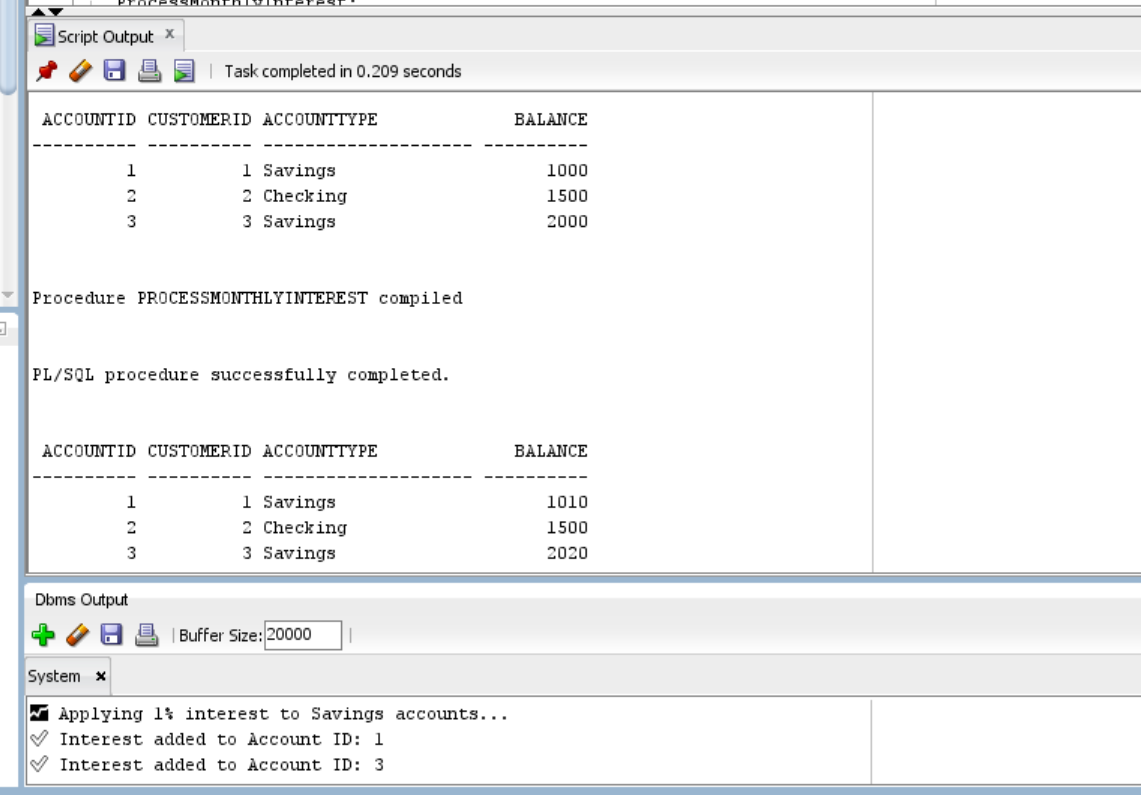 ProcessMonthlyInterest;
Script Output x
Task completed in 0.209 seconds
ACCOUNTID CUSTOMERID ACCOUNTTYPE BALANCE
---------- ---------- -------------------- ----------
1 1 Savings 1000
2 2 Checking 1500
3 3 Savings 2000
Procedure PROCESSMONTHLYINTEREST compiled
PL/SQL procedure successfully completed.
ACCOUNTID CUSTOMERID ACCOUNTTYPE BALANCE
---------- ---------- -------------------- ----------
1 1 Savings 1010
2 2 Checking 1500
3 3 Savings 2020
Dbms Output
Buffer Size: 20000
System x
Applying 1% interest to Savings accounts...
Interest added to Account ID: 1
Interest added to Account ID: 3